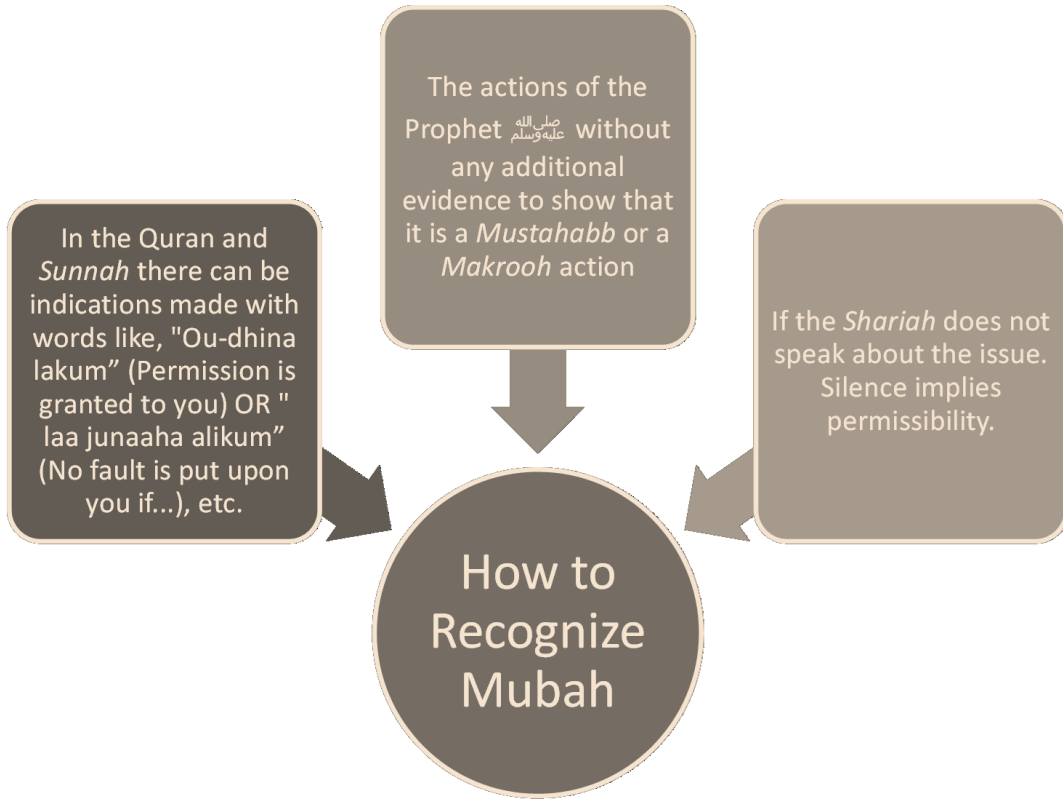 In the Quran and
Sunnah there can be
indications made with
words like, "Ou-dhina
lakum” (Permission is
granted to you) OR "
laa junaaha alikum”
(No fault is put upon
you if...), etc.
The actions of the
Prophet ﷺ without
any additional
evidence to show that
it is a Mustahabb or a
Makrooh action
If the Shariah does not
speak about the issue.
Silence implies
permissibility.
How to
Recognize
Mubah